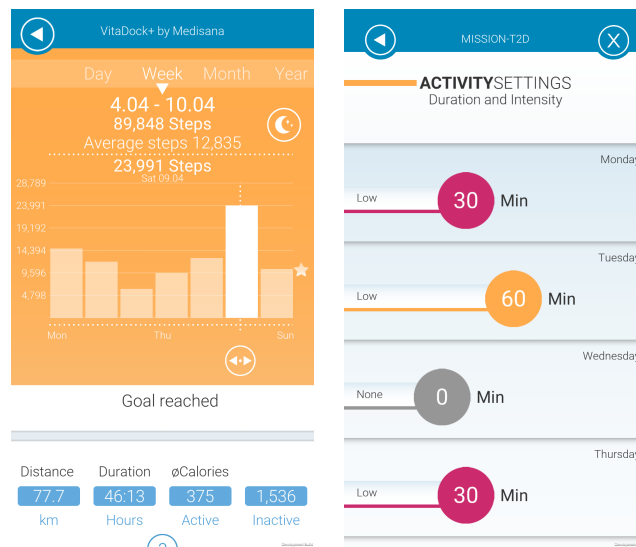 VitaDock+ by Medisana
Day Week Month Year
4.04 - 10.04
89,848 Steps
Average steps 12,835
23,991 Steps
Sat 09.04
28,789
23,991
19,192
14,394
9,596
4,798
Mon Thu Sun
Goal reached
Distance Duration øCalories
77.7 46:13 375 1,536
km Hours Active Inactive
?
MISSION-T2D
X
ACTIVITYSETTINGS
Duration and Intensity
Monday
Low 30 Min
Tuesday
Low 60 Min
Wednesday
None 0 Min
Thursday
Low 30 Min